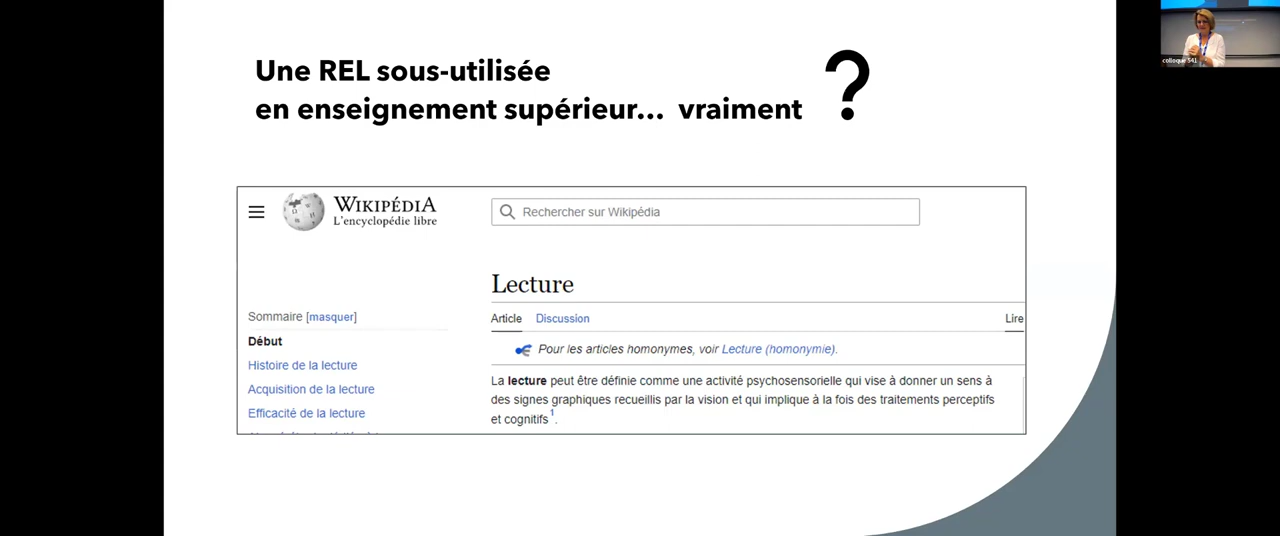 Une REL sous-utilisée
en enseignement supérieur... vraiment ?
WIKIPÉDIA
L'encyclopédie libre
Rechercher sur Wikipédia
Lecture
Article Discussion Lire
Pour les articles homonymes, voir Lecture (homonymie).
La lecture peut être définie comme une activité psychosensorielle qui vise à donner un sens à
des signes graphiques recueillis par la vision et qui implique à la fois des traitements perceptifs
et cognitifs1.
Sommaire [masquer]
Début
Histoire de la lecture
Acquisition de la lecture
Efficacité de la lecture
colloque 541